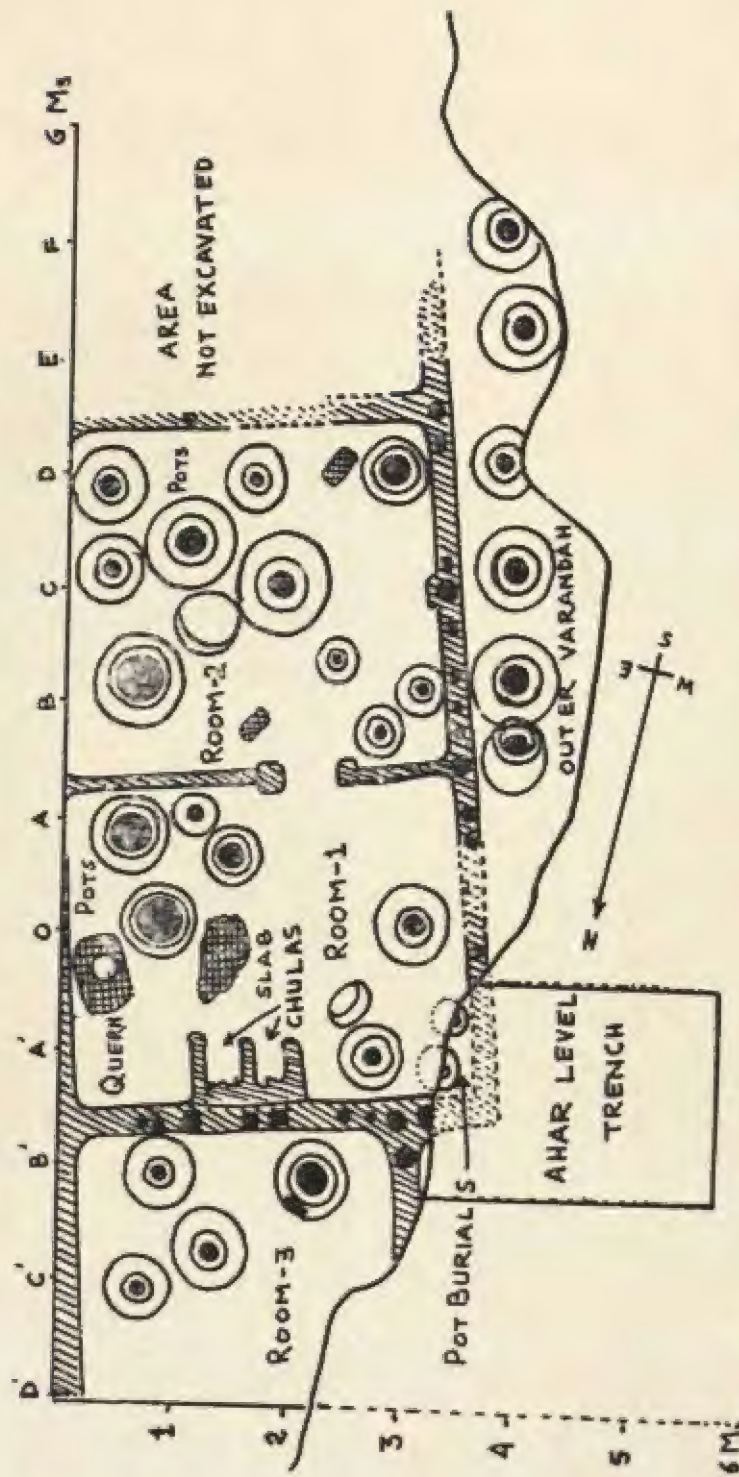 D' C' B' A' O A B C D E F G Ms
1
2
3
4
5
6 M
QUERN
POTS
POTS
AREA
NOT EXCAVATED
SLAB
CHULAS
ROOM-3
ROOM-1
ROOM-2
POT BURIALS
OUTER VARANDAH
AHAR LEVEL
TRENCH
N
E
S
W